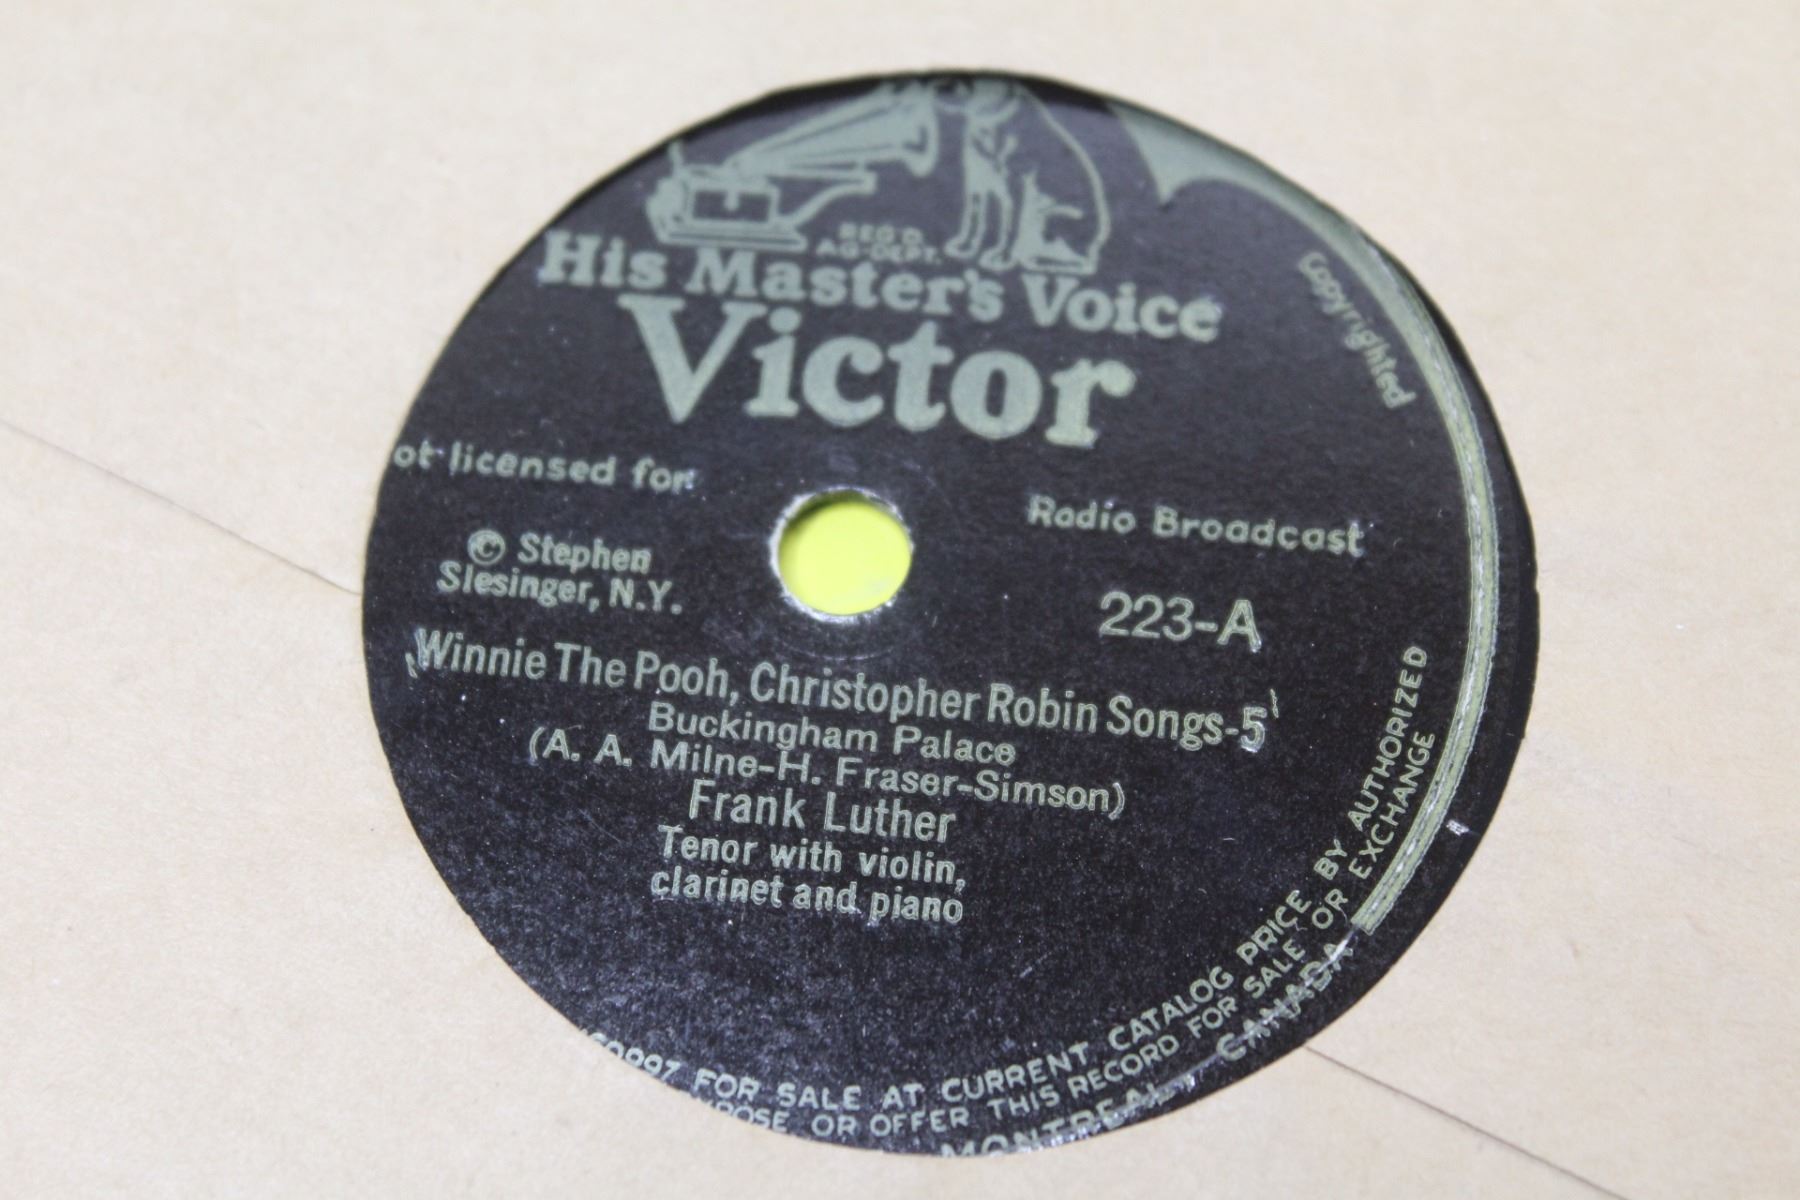 REG'D.
AG. DEPT.
His Master's Voice
Victor
Copyrighted
ot licensed for
Radio Broadcast
© Stephen
Slesinger, N.Y.
223-A
"Winnie The Pooh, Christopher Robin Songs-5"
Buckingham Palace
(A. A. Milne-H. Fraser-Simson)
Frank Luther
Tenor with violin,
clarinet and piano
FOR SALE AT CURRENT CATALOG PRICE BY AUTHORIZED
POSE OR OFFER THIS RECORD FOR SALE OR EXCHANGE
MONTREAL, CANADA